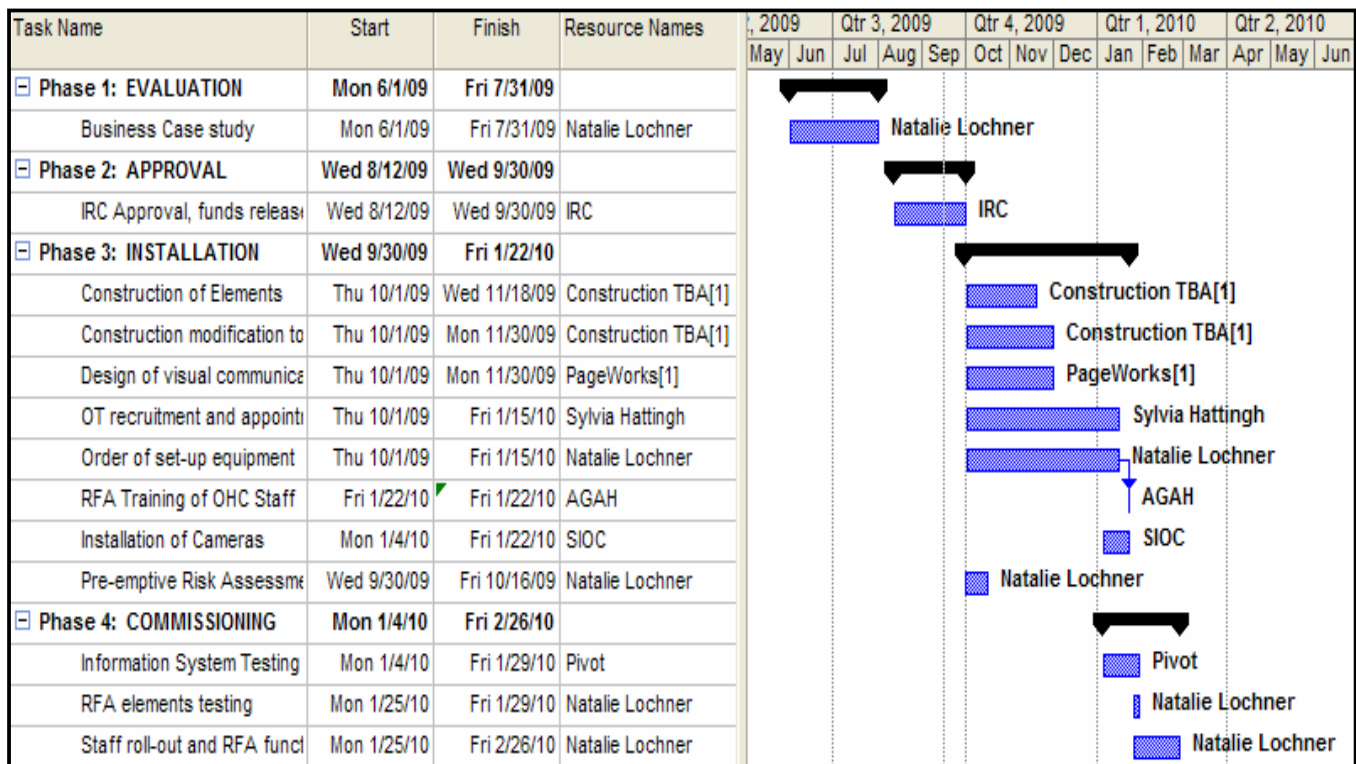 Task Name Start Finish Resource Names , 2009 Qtr 3, 2009 Qtr 4, 2009 Qtr 1, 2010 Qtr 2, 2010
May Jun Jul Aug Sep Oct Nov Dec Jan Feb Mar Apr May Jun
Phase 1: EVALUATION Mon 6/1/09 Fri 7/31/09
Business Case study Mon 6/1/09 Fri 7/31/09 Natalie Lochner Natalie Lochner
Phase 2: APPROVAL Wed 8/12/09 Wed 9/30/09
IRC Approval, funds release Wed 8/12/09 Wed 9/30/09 IRC IRC
Phase 3: INSTALLATION Wed 9/30/09 Fri 1/22/10
Construction of Elements Thu 10/1/09 Wed 11/18/09 Construction TBA[1] Construction TBA[1]
Construction modification to Thu 10/1/09 Mon 11/30/09 Construction TBA[1] Construction TBA[1]
Design of visual communica Thu 10/1/09 Mon 11/30/09 PageWorks[1] PageWorks[1]
OT recruitment and appoint Thu 10/1/09 Fri 1/15/10 Sylvia Hattingh Sylvia Hattingh
Order of set-up equipment Thu 10/1/09 Fri 1/15/10 Natalie Lochner Natalie Lochner
RFA Training of OHC Staff Fri 1/22/10 Fri 1/22/10 AGAH AGAH
Installation of Cameras Mon 1/4/10 Fri 1/22/10 SIOC SIOC
Pre-emptive Risk Assessme Wed 9/30/09 Fri 10/16/09 Natalie Lochner Natalie Lochner
Phase 4: COMMISSIONING Mon 1/4/10 Fri 2/26/10
Information System Testing Mon 1/4/10 Fri 1/29/10 Pivot Pivot
RFA elements testing Mon 1/25/10 Fri 1/29/10 Natalie Lochner Natalie Lochner
Staff roll-out and RFA funct Mon 1/25/10 Fri 2/26/10 Natalie Lochner Natalie Lochner